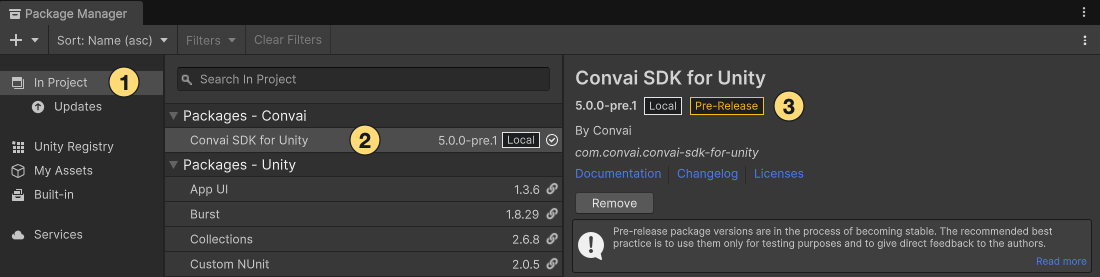 Package Manager
Sort: Name (asc) Filters Clear Filters
In Project 1
Updates
Unity Registry
My Assets
Built-in
Services
Search In Project
Packages - Convai
Convai SDK for Unity 2 5.0.0-pre.1 Local
Packages - Unity
App UI 1.3.6
Burst 1.8.29
Collections 2.6.8
Custom NUnit 2.0.5
Convai SDK for Unity
5.0.0-pre.1 Local Pre-Release 3
By Convai
com.convai.convai-sdk-for-unity
Documentation Changelog Licenses
Remove
Pre-release package versions are in the process of becoming stable. The recommended best
practice is to use them only for testing purposes and to give direct feedback to the authors.
Read more